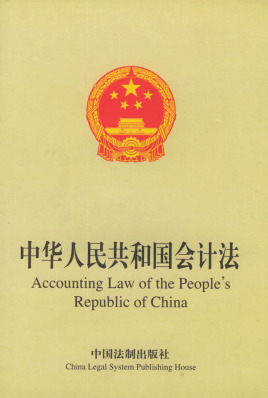 中华人民共和国会计法
Accounting Law of the People's
Republic of China
中国法制出版社
China Legal System Publishing House